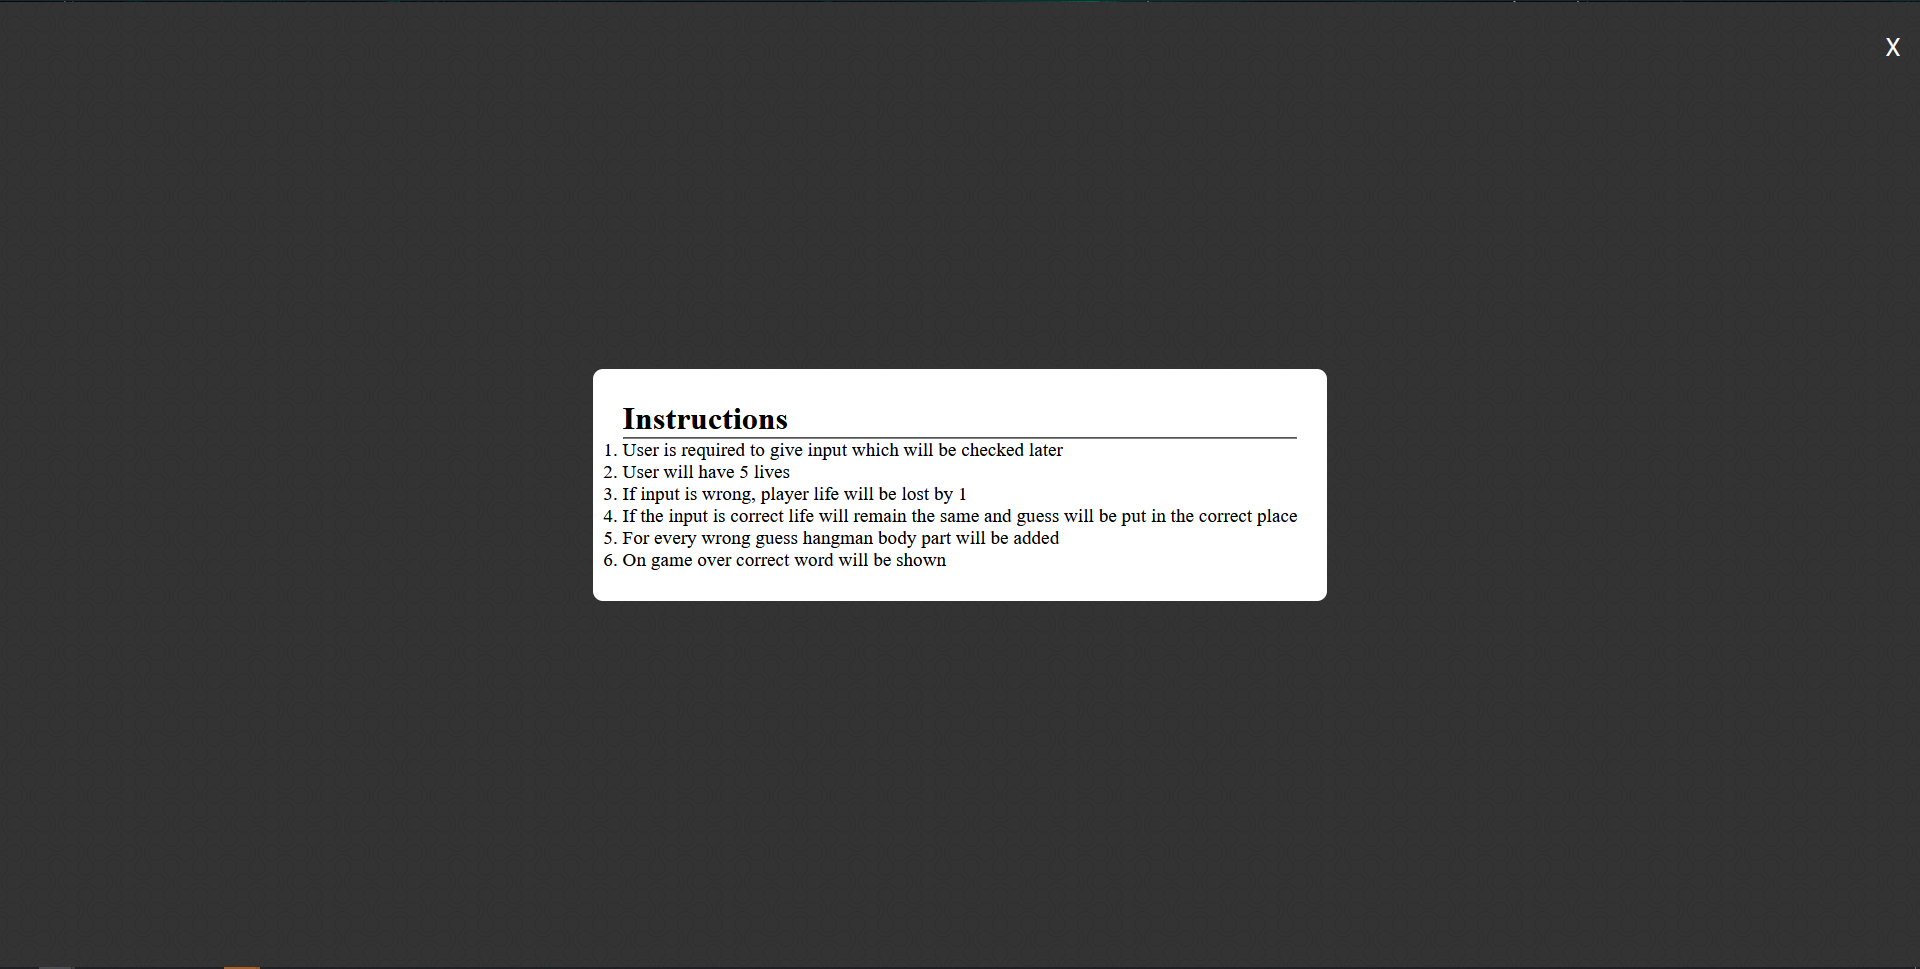 X
Instructions
1. User is required to give input which will be checked later
2. User will have 5 lives
3. If input is wrong, player life will be lost by 1
4. If the input is correct life will remain the same and guess will be put in the correct place
5. For every wrong guess hangman body part will be added
6. On game over correct word will be shown